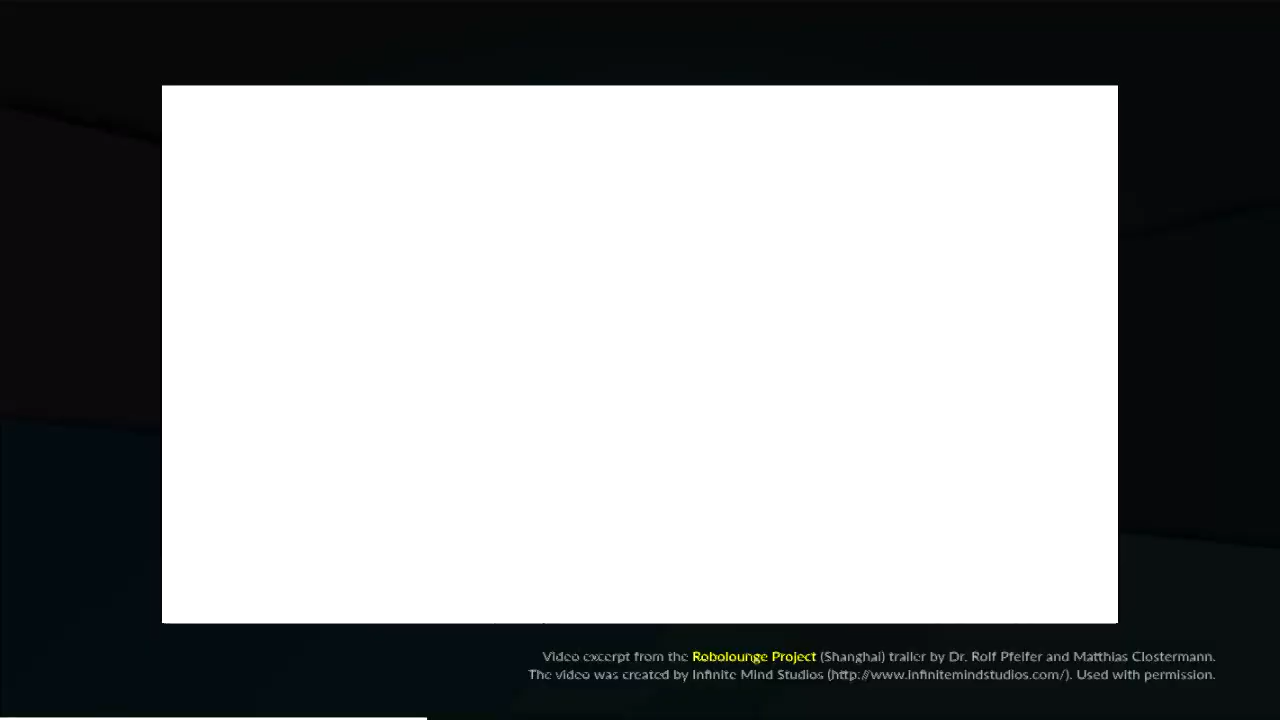 Video excerpt from the Robolounge Project (Shanghai) trailer by Dr. Rolf Pfeifer and Matthias Clostermann.
The video was created by Infinite Mind Studios (http://www.infinitemindstudios.com/). Used with permission.